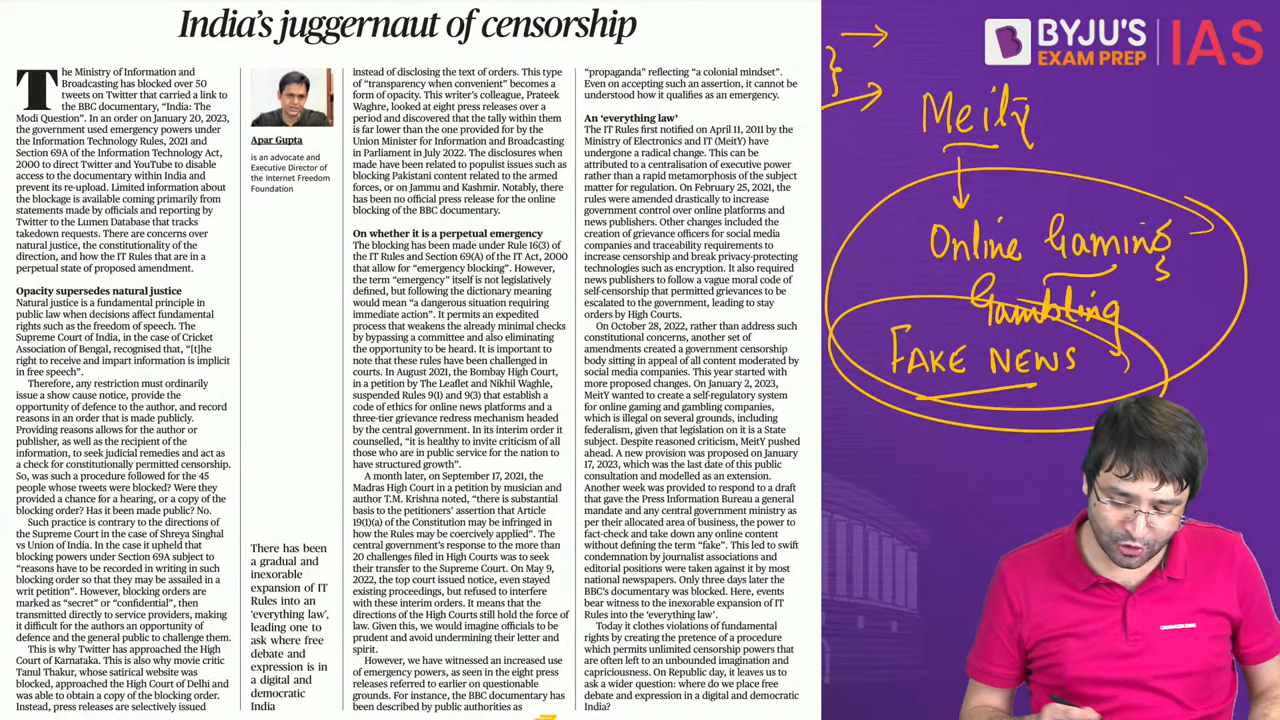 India's juggernaut of censorship
The Ministry of Information and
Broadcasting has blocked over 50
tweets on Twitter that carried a link to
the BBC documentary, "India: The
Modi Question". In an order on January 20, 2023,
the government used emergency powers under
the Information Technology Rules, 2021 and
Section 69A of the Information Technology Act,
2000 to direct Twitter and YouTube to disable
access to the documentary within India and
prevent its re-upload. Limited information about
the blockage is available coming primarily from
statements made by officials and reporting by
Twitter to the Lumen Database that tracks
takedown requests. There are concerns over
natural justice, the constitutionality of the
direction, and how the IT Rules that are in a
perpetual state of proposed amendment.
Opacity supersedes natural justice
Natural justice is a fundamental principle in
public law when decisions affect fundamental
rights such as the freedom of speech. The
Supreme Court of India, in the case of Cricket
Association of Bengal, recognised that, "[t]he
right to receive and impart information is implicit
in free speech".
Therefore, any restriction must ordinarily
issue a show cause notice, provide the
opportunity of defence to the author, and record
reasons in an order that is made publicly.
Providing reasons allows for the author or
publisher, as well as the recipient of the
information, to seek judicial remedies and act as
a check for constitutionally permitted censorship.
So, was such a procedure followed for the 45
people whose tweets were blocked? Were they
provided a chance for a hearing, or a copy of the
blocking order? Has it been made public? No.
Such practice is contrary to the directions of
the Supreme Court in the case of Shreya Singhal
vs Union of India. In the case it upheld that
blocking powers under Section 69A subject to
"reasons have to be recorded in writing in such
blocking order so that they may be assailed in a
writ petition". However, blocking orders are
marked as "secret" or "confidential", then
transmitted directly to service providers, making
it difficult for the authors an opportunity of
defence and the general public to challenge them.
This is why Twitter has approached the High
Court of Karnataka. This is also why movie critic
Tanul Thakur, whose satirical website was
blocked, approached the High Court of Delhi and
was able to obtain a copy of the blocking order.
Instead, press releases are selectively issued
Apar Gupta
is an advocate and
Executive Director of
the Internet Freedom
Foundation
There has been
a gradual and
inexorable
expansion of IT
Rules into an
'everything law',
leading one to
ask where free
debate and
expression is in
a digital and
democratic
India
instead of disclosing the text of orders. This type
of "transparency when convenient" becomes a
form of opacity. This writer's colleague, Prateek
Waghre, looked at eight press releases over a
period and discovered that the tally within them
is far lower than the one provided for by the
Union Minister for Information and Broadcasting
in Parliament in July 2022. The disclosures when
made have been related to populist issues such as
blocking Pakistani content related to the armed
forces, or on Jammu and Kashmir. Notably, there
has been no official press release for the online
blocking of the BBC documentary.
On whether it is a perpetual emergency
The blocking has been made under Rule 16(3) of
the IT Rules and Section 69(A) of the IT Act, 2000
that allow for "emergency blocking". However,
the term "emergency" itself is not legislatively
defined, but following the dictionary meaning
would mean "a dangerous situation requiring
immediate action". It permits an expedited
process that weakens the already minimal checks
by bypassing a committee and also eliminating
the opportunity to be heard. It is important to
note that these rules have been challenged in
courts. In August 2021, the Bombay High Court,
in a petition by The Leaflet and Nikhil Waghle,
suspended Rules 9(1) and 9(3) that establish a
code of ethics for online news platforms and a
three-tier grievance redress mechanism headed
by the central government. In its interim order it
counselled, "it is healthy to invite criticism of all
those who are in public service for the nation to
have structured growth".
A month later, on September 17, 2021, the
Madras High Court in a petition by musician and
author T.M. Krishna noted, "there is substantial
basis to the petitioners' assertion that Article
19(1)(a) of the Constitution may be infringed in
how the Rules may be coercively applied". The
central government's response to the more than
20 challenges filed in High Courts was to seek
their transfer to the Supreme Court. On May 9,
2022, the top court issued notice, even stayed
existing proceedings, but refused to interfere
with these interim orders. It means that the
directions of the High Courts still hold the force of
law. Given this, we would imagine officials to be
prudent and avoid undermining their letter and
spirit.
However, we have witnessed an increased use
of emergency powers, as seen in the eight press
releases referred to earlier on questionable
grounds. For instance, the BBC documentary has
been described by public authorities as
"propaganda" reflecting "a colonial mindset".
Even on accepting such an assertion, it cannot be
understood how it qualifies as an emergency.
An 'everything law'
The IT Rules first notified on April 11, 2011 by the
Ministry of Electronics and IT (MeitY) have
undergone a radical change. This can be
attributed to a centralisation of executive power
rather than a rapid metamorphosis of the subject
matter for regulation. On February 25, 2021, the
rules were amended drastically to increase
government control over online platforms and
news publishers. Other changes included the
creation of grievance officers for social media
companies and traceability requirements to
increase censorship and break privacy-protecting
technologies such as encryption. It also required
news publishers to follow a vague moral code of
self-censorship that permitted grievances to be
escalated to the government, leading to stay
orders by High Courts.
On October 28, 2022, rather than address such
constitutional concerns, another set of
amendments created a government censorship
body sitting in appeal of all content moderated by
social media companies. This year started with
more proposed changes. On January 2, 2023,
MeitY wanted to create a self-regulatory system
for online gaming and gambling companies,
which is illegal on several grounds, including
federalism, given that legislation on it is a State
subject. Despite reasoned criticism, MeitY pushed
ahead. A new provision was proposed on January
17, 2023, which was the last date of this public
consultation and modelled as an extension.
Another week was provided to respond to a draft
that gave the Press Information Bureau a general
mandate and any central government ministry as
per their allocated area of business, the power to
fact-check and take down any online content
without defining the term "fake". This led to swift
condemnation by journalist associations and
editorial positions were taken against it by most
national newspapers. Only three days later the
BBC's documentary was blocked. Here, events
bear witness to the inexorable expansion of IT
Rules into the 'everything law'.
Today it clothes violations of fundamental
rights by creating the pretence of a procedure
which permits unlimited censorship powers that
are often left to an unbounded imagination and
capriciousness. On Republic day, it leaves us to
ask a wider question: where do we place free
debate and expression in a digital and democratic
India?
BYJU'S
EXAM PREP
IAS
Meity
Online Gaming
Gambling
FAKE NEWS